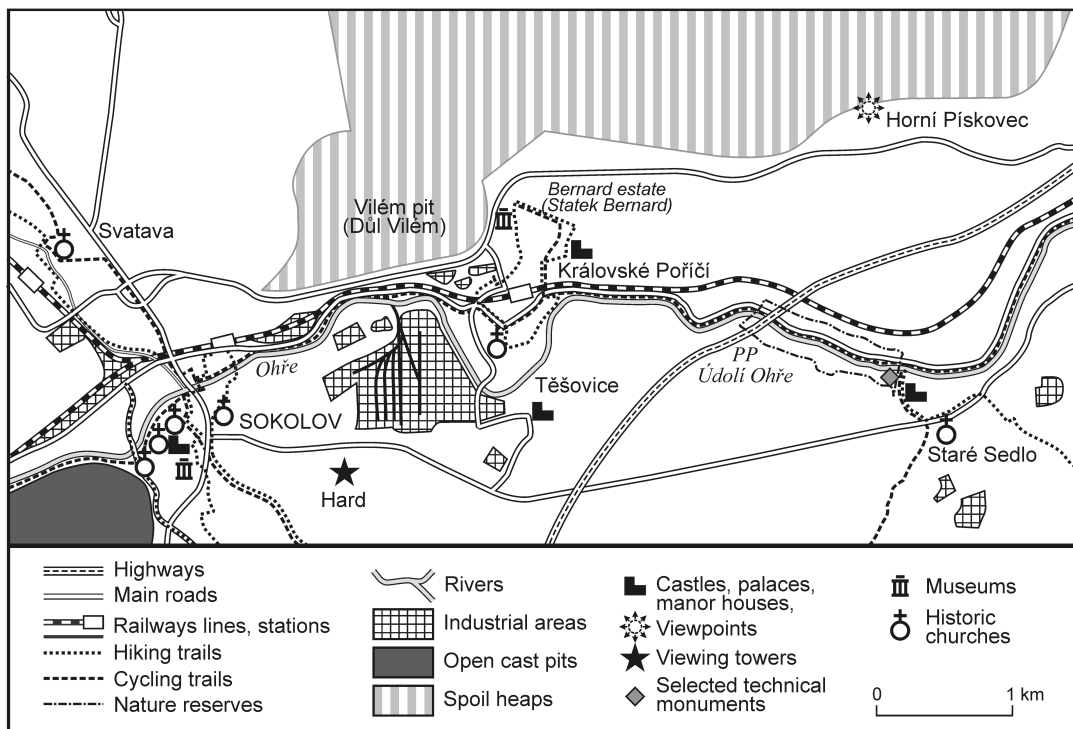 Horní Pískovec
Bernard estate
(Statek Bernard)
Vilém pit
(Důl Vilém)
Svatava
Královské Poříčí
Ohře
PP
Údolí Ohře
Těšovice
SOKOLOV
Staré Sedlo
Hard
Highways
Main roads
Railways lines, stations
Hiking trails
Cycling trails
Nature reserves
Rivers
Industrial areas
Open cast pits
Spoil heaps
Castles, palaces,
manor houses,
Viewpoints
Viewing towers
Selected technical
monuments
Museums
Historic
churches
0 1 km